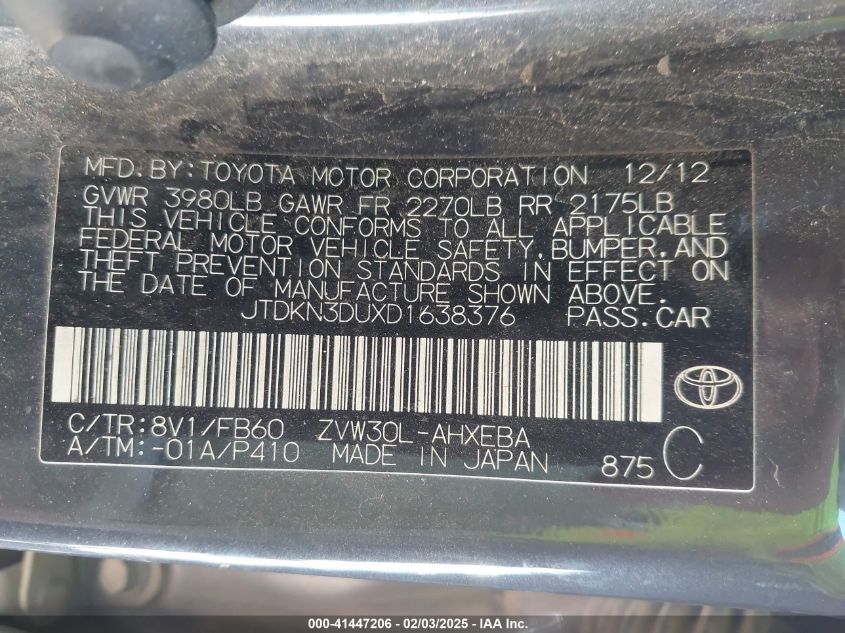 MFD.BY:TOYOTA MOTOR CORPORATION 12/12
GVWR 3980LB GAWR FR 2270LB RR 2175LB
THIS VEHICLE CONFORMS TO ALL APPLICABLE
FEDERAL MOTOR VEHICLE SAFETY,BUMPER,AND
THEFT PREVENTION STANDARDS IN EFFECT ON
THE DATE OF MANUFACTURE SHOWN ABOVE.
JTDKN3DUXD1638376 PASS.CAR
C/TR:8V1/FB60 ZVW30L-AHXEBA
A/TM:-01A/P410 MADE IN JAPAN 875 C
000-41447206 - 02/03/2025 - IAAI.COM